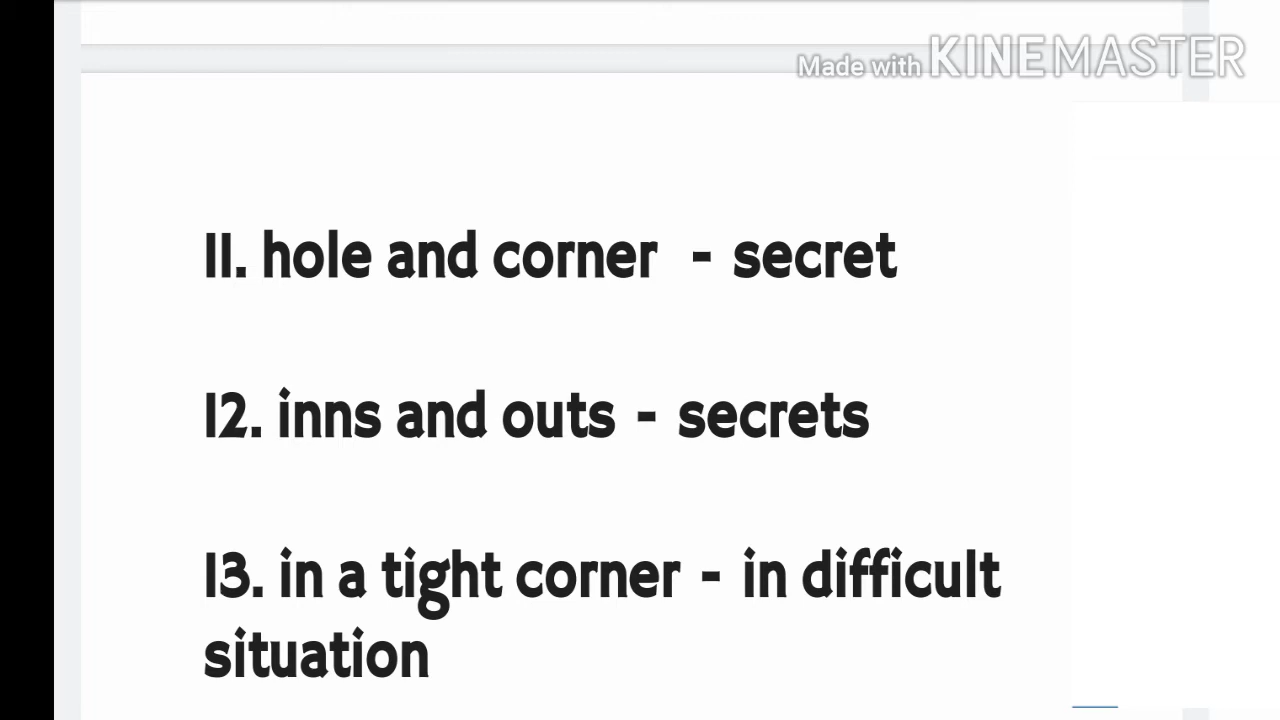 Made with KINEMASTER
11. hole and corner - secret
12. inns and outs - secrets
13. in a tight corner - in difficult
situation